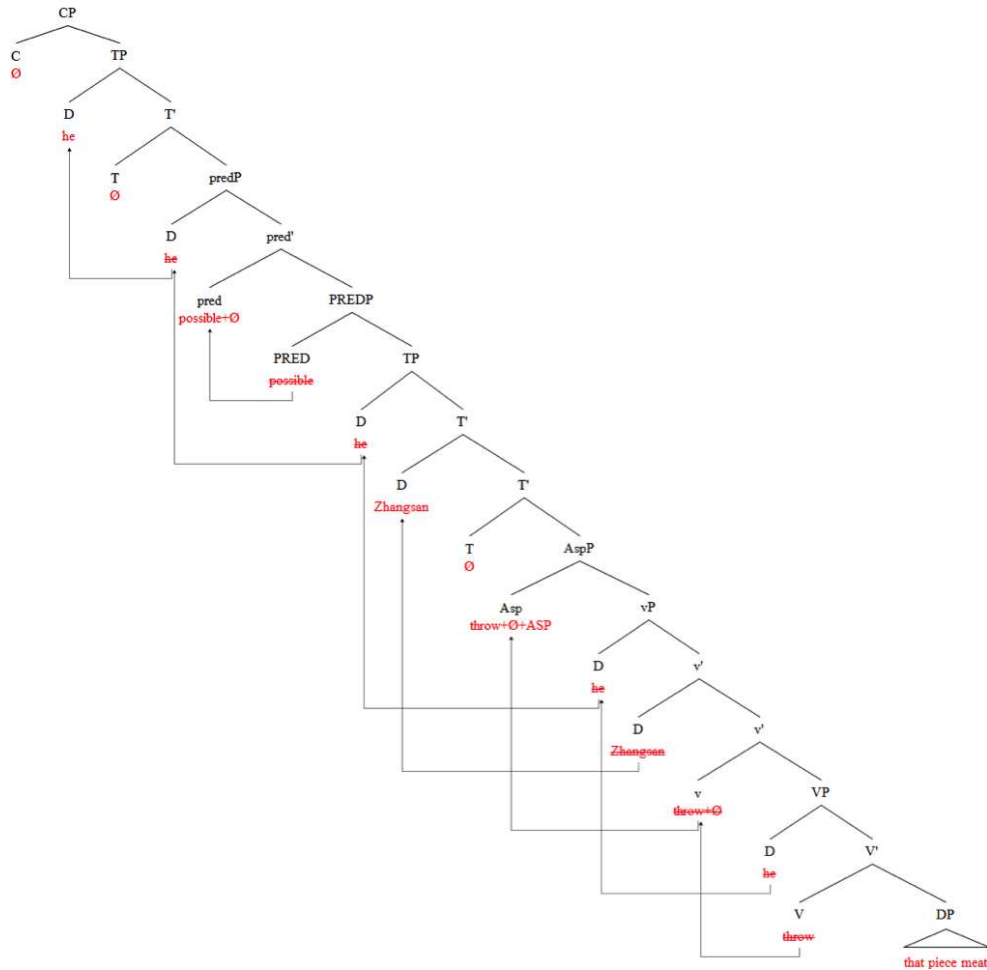 CP
C TP
Ø
D T'
he
T predP
Ø
D pred'
he
pred PREDP
possible+Ø
PRED TP
possible
D T'
he
D T'
Zhangsan
T AspP
Ø
Asp vP
throw+Ø+ASP
D v'
he
D v'
Zhangsan
v VP
throw+Ø
D V'
he
V DP
throw
that piece meat